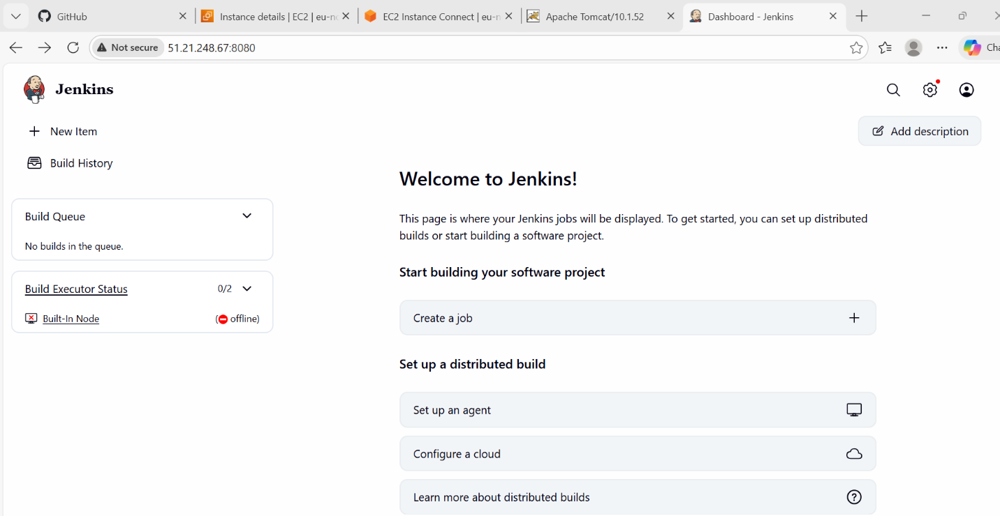 GitHub
Instance details | EC2 | eu-no
EC2 Instance Connect | eu-n
Apache Tomcat/10.1.52
Dashboard - Jenkins
Not secure
51.21.248.67:8080
Cha
Jenkins
New Item
Add description
Build History
Welcome to Jenkins!
Build Queue
This page is where your Jenkins jobs will be displayed. To get started, you can set up distributed
builds or start building a software project.
No builds in the queue.
Start building your software project
Build Executor Status 0/2
Built-In Node (offline)
Create a job
Set up a distributed build
Set up an agent
Configure a cloud
Learn more about distributed builds